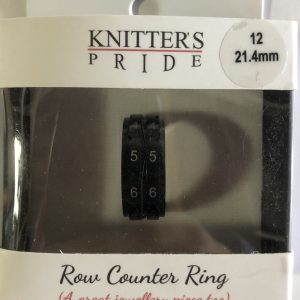 KNITTER'S
PRIDE
12
21.4mm
5 5
6 6
Row Counter Ring
(A great jewellery piece too)